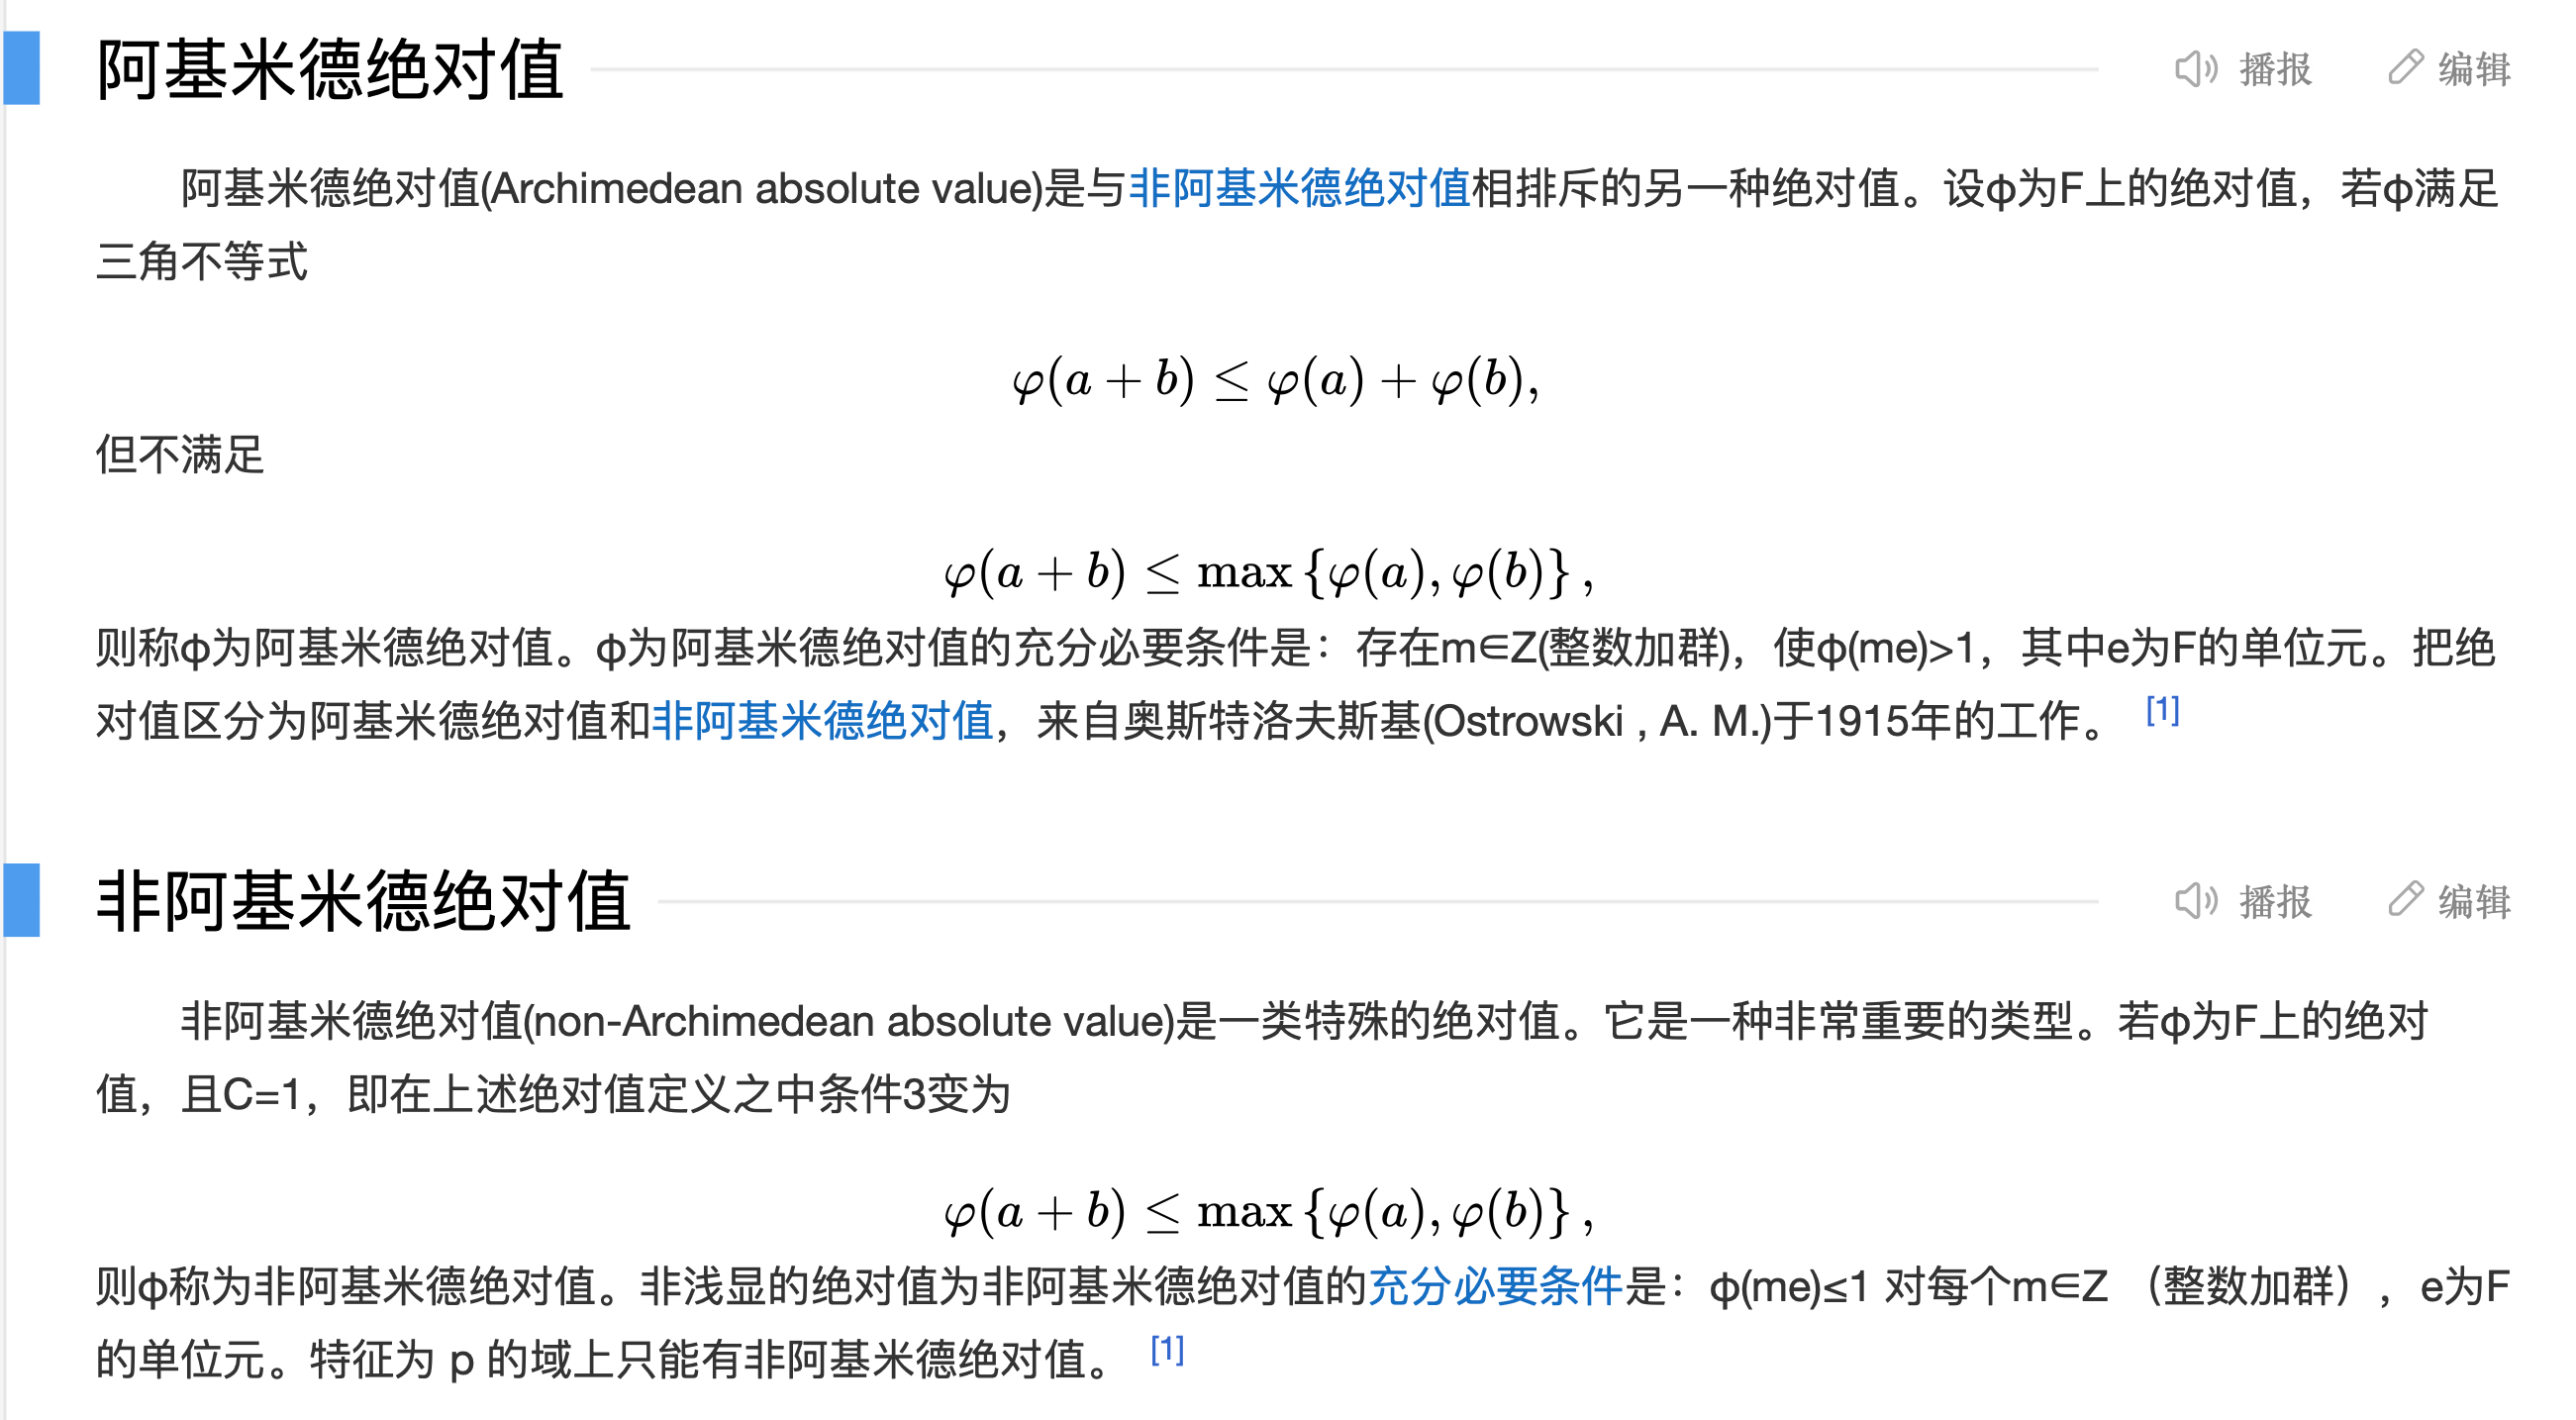 阿基米德绝对值 播报 编辑
阿基米德绝对值(Archimedean absolute value)是与非阿基米德绝对值相排斥的另一种绝对值。设φ为F上的绝对值，若φ满足
三角不等式
φ(a + b) ≤ φ(a) + φ(b),
但不满足
φ(a + b) ≤ max {φ(a), φ(b)} ,
则称φ为阿基米德绝对值。φ为阿基米德绝对值的充分必要条件是：存在m∈Z(整数加群)，使φ(me)>1，其中e为F的单位元。把绝
对值区分为阿基米德绝对值和非阿基米德绝对值，来自奥斯特洛夫斯基(Ostrowski , A. M.)于1915年的工作。 [1]
非阿基米德绝对值 播报 编辑
非阿基米德绝对值(non-Archimedean absolute value)是一类特殊的绝对值。它是一种非常重要的类型。若φ为F上的绝对
值，且C=1，即在上述绝对值定义之中条件3变为
φ(a + b) ≤ max {φ(a), φ(b)} ,
则φ称为非阿基米德绝对值。非浅显的绝对值为非阿基米德绝对值的充分必要条件是：φ(me)≤1 对每个m∈Z （整数加群），e为F
的单位元。特征为 p 的域上只能有非阿基米德绝对值。 [1]